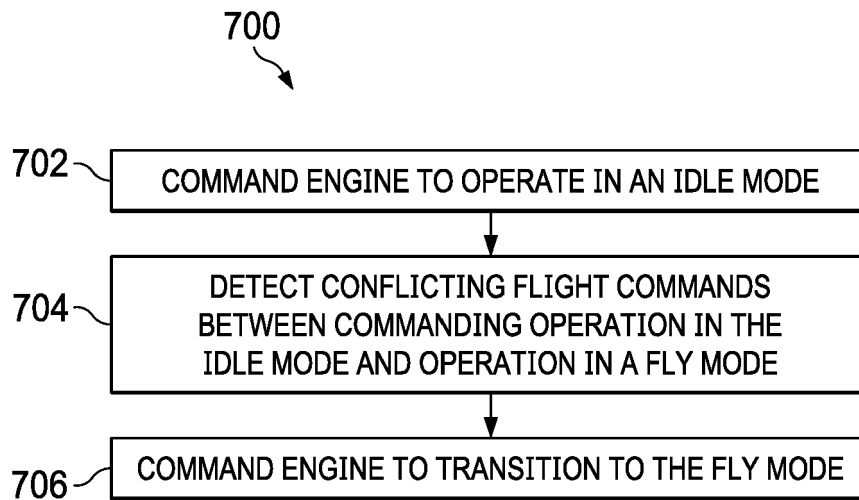 700
702
COMMAND ENGINE TO OPERATE IN AN IDLE MODE
704
DETECT CONFLICTING FLIGHT COMMANDS
BETWEEN COMMANDING OPERATION IN THE
IDLE MODE AND OPERATION IN A FLY MODE
706
COMMAND ENGINE TO TRANSITION TO THE FLY MODE